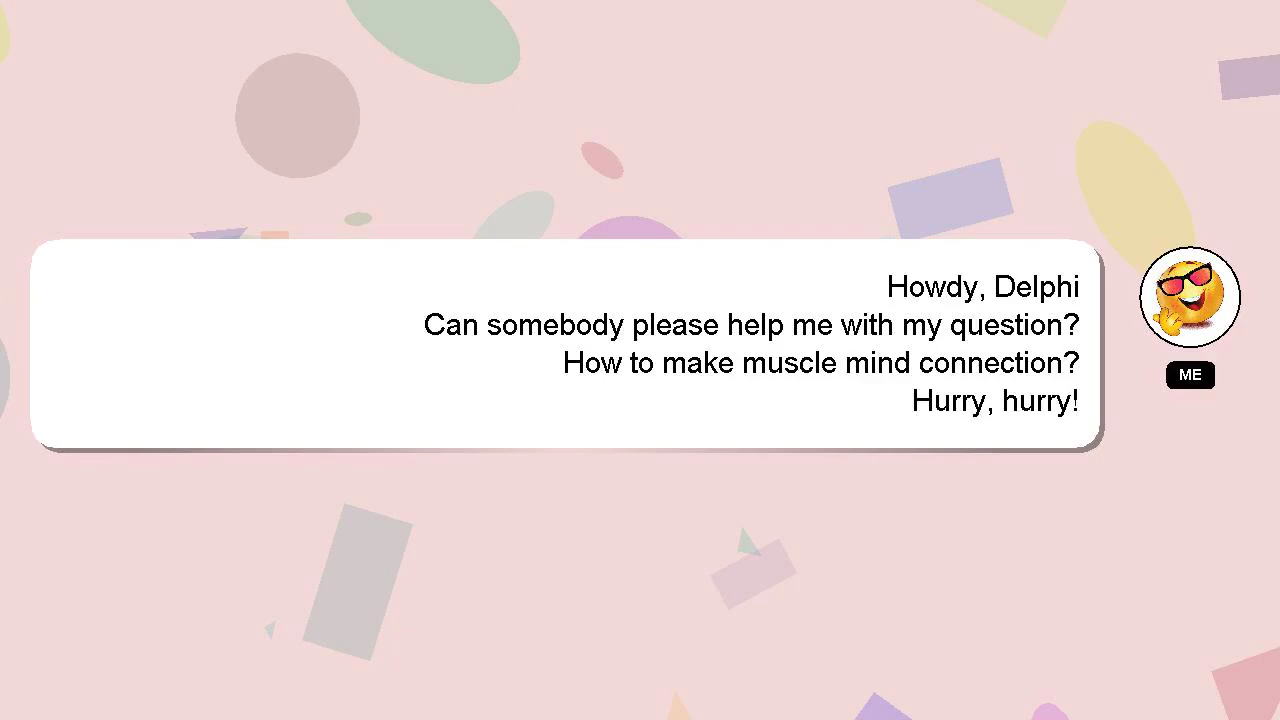 Howdy, Delphi
Can somebody please help me with my question?
How to make muscle mind connection?
Hurry, hurry!
ME